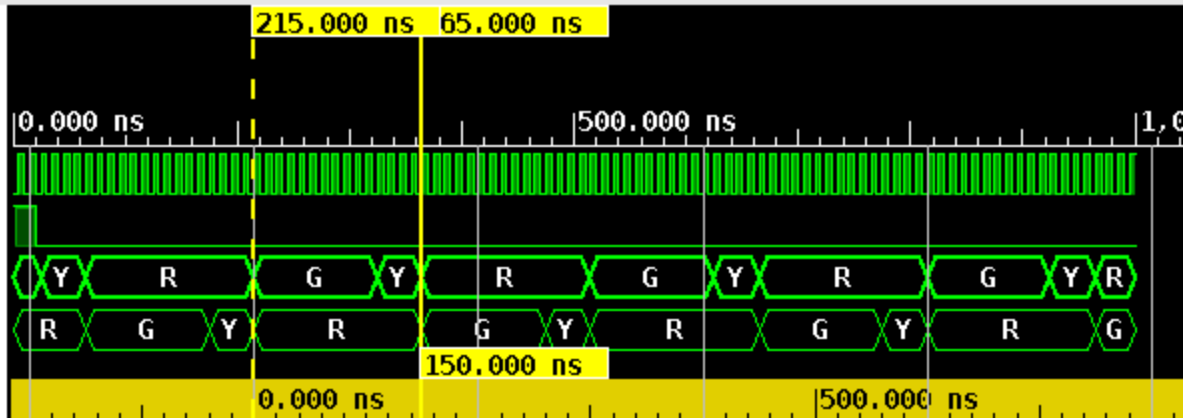 215.000 ns 65.000 ns
0.000 ns 500.000 ns 1,0
Y R G Y R G Y R G Y R
R G Y R G Y R G Y R G
150.000 ns
0.000 ns 500.000 ns